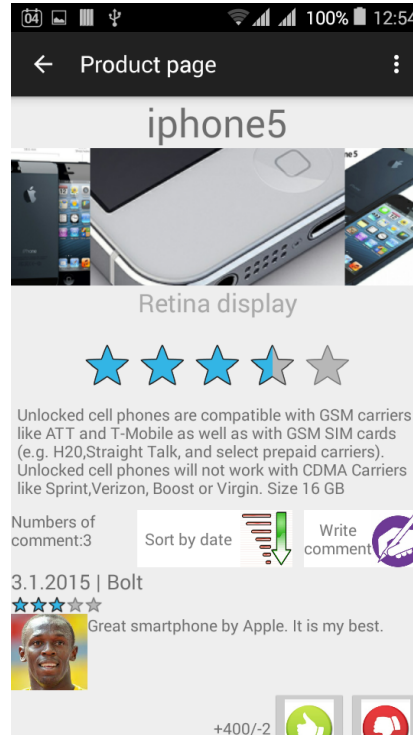 04 100% 12:54
Product page
iphone5
Retina display
Unlocked cell phones are compatible with GSM carriers
like ATT and T-Mobile as well as with GSM SIM cards
(e.g. H20,Straight Talk, and select prepaid carriers).
Unlocked cell phones will not work with CDMA Carriers
like Sprint,Verizon, Boost or Virgin. Size 16 GB
Numbers of
comment:3
Sort by date
Write
comment
3.1.2015 | Bolt
Great smartphone by Apple. It is my best.
+400/-2